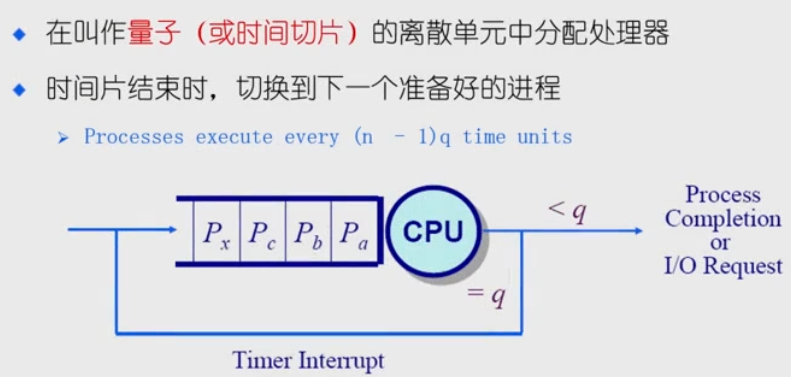 在叫作量子（或时间切片）的离散单元中分配处理器
时间片结束时，切换到下一个准备好的进程
Processes execute every (n - 1)q time units
Px Pc Pb Pa CPU
< q
= q
Process
Completion
or
I/O Request
Timer Interrupt